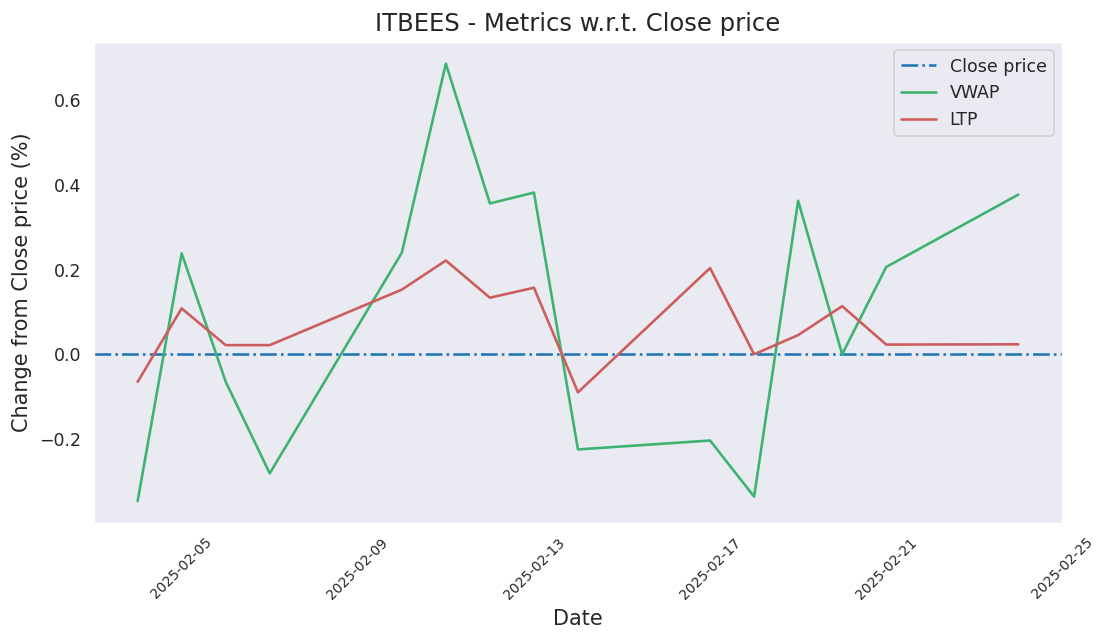 ITBEES - Metrics w.r.t. Close price
Close price
VWAP
LTP
Change from Close price (%)
0.6
0.4
0.2
0.0
−0.2
2025-02-05
2025-02-09
2025-02-13
2025-02-17
2025-02-21
2025-02-25
Date